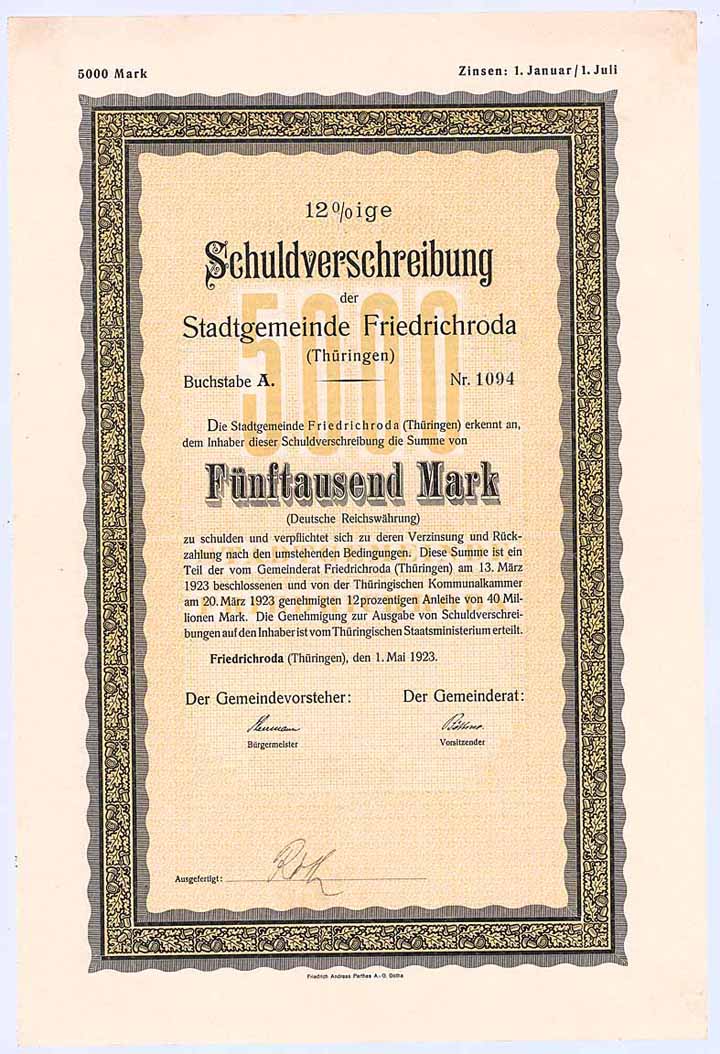 5000 Mark
Zinsen: 1. Januar/1. Juli
12%ige
Schuldverschreibung
der
Stadtgemeinde Friedrichroda
(Thüringen)
Buchstabe A.
Nr. 1094
5000
Die Stadtgemeinde Friedrichroda (Thüringen) erkennt an,
dem Inhaber dieser Schuldverschreibung die Summe von
Fünftausend Mark
(Deutsche Reichswährung)
zu schulden und verpflichtet sich zu deren Verzinsung und Rück-
zahlung nach den umstehenden Bedingungen. Diese Summe ist ein
Teil der vom Gemeinderat Friedrichroda (Thüringen) am 13. März
1923 beschlossenen und von der Thüringischen Kommunalkammer
am 20. März 1923 genehmigten 12prozentigen Anleihe von 40 Mil-
lionen Mark. Die Genehmigung zur Ausgabe von Schuldverschrei-
bungen auf den Inhaber ist vom Thüringischen Staatsministerium erteilt.
Friedrichroda (Thüringen), den 1. Mai 1923.
Der Gemeindevorsteher:
Der Gemeinderat:
Bürgermeister
Vorsitzender
Ausgefertigt: Roth
Friedrich Andreas Perthes A.-G. Gotha